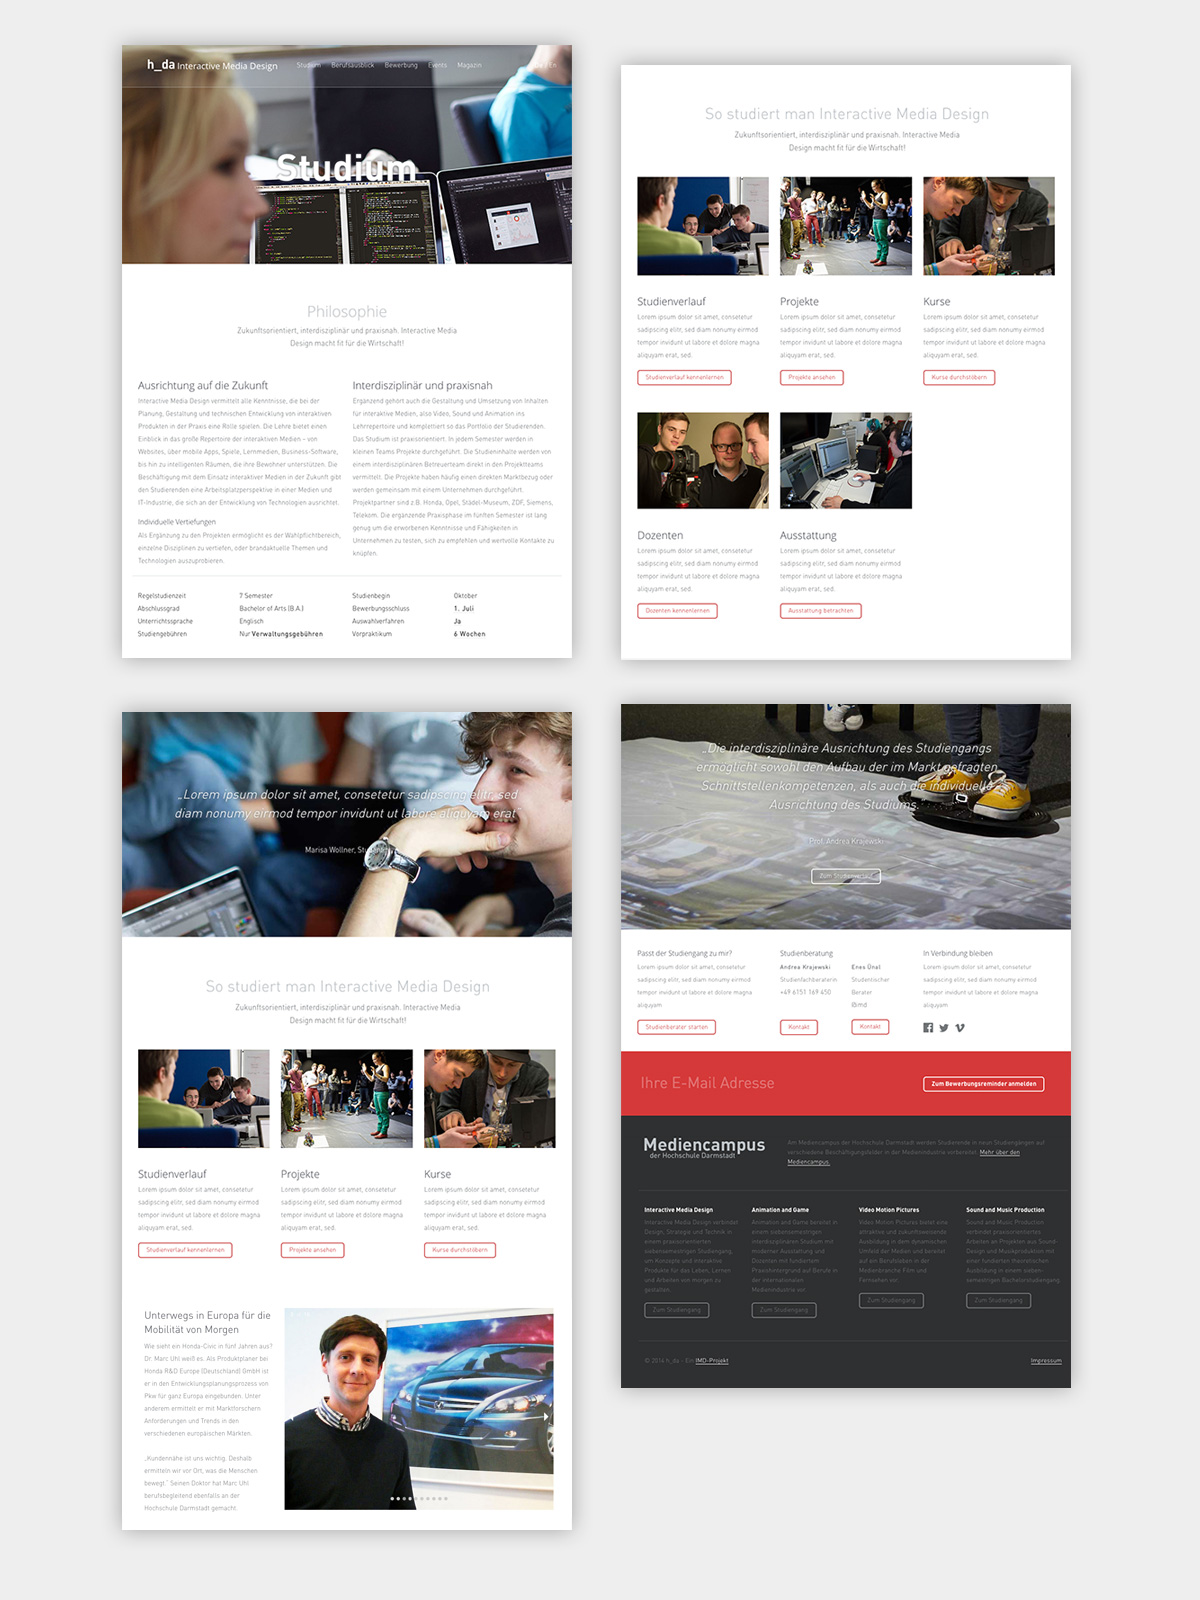 h_da Interactive Media Design
Studium Berufsausblick Bewerbung Events Magazin
En
Studium
Philosophie
Zukunftsorientiert, interdisziplinär und praxisnah. Interactive Media
Design macht fit für die Wirtschaft!
Ausrichtung auf die Zukunft
Interactive Media Design vermittelt alle Kenntnisse, die bei der
Planung, Gestaltung und technischen Entwicklung von interaktiven
Produkten in der Praxis eine Rolle spielen. Die Lehre bietet einen
Einblick in das große Repertoire der interaktiven Medien – von
Websites, über mobile Apps, Spiele, Lernmedien, Business-Software,
bis hin zu intelligenten Räumen, die ihre Bewohner unterstützen. Die
Beschäftigung mit dem Einsatz interaktiver Medien in der Zukunft gibt
den Studierenden eine Arbeitsplatzperspektive in einer Medien und
IT-Industrie, die sich an der Entwicklung von Technologien ausrichtet.
Individuelle Vertiefungen
Als Ergänzung zu den Projekten ermöglicht es der Wahlpflichtbereich,
einzelne Disziplinen zu vertiefen, oder brandaktuelle Themen und
Technologien auszuprobieren.
Interdisziplinär und praxisnah
Ergänzend gehört auch die Gestaltung und Umsetzung von Inhalten
für interaktive Medien, also Video, Sound und Animation ins
Lehrrepertoire und komplettiert so das Portfolio der Studierenden.
Das Studium ist praxisorientiert. In jedem Semester werden in
kleinen Teams Projekte durchgeführt. Die Studieninhalte werden von
einem interdisziplinären Betreuerteam direkt in den Projektteams
vermittelt. Die Projekte haben häufig einen direkten Marktbezug oder
werden gemeinsam mit einem Unternehmen durchgeführt.
Projektpartner sind z.B. Honda, Opel, Städel-Museum, ZDF, Siemens,
Telekom. Die ergänzende Praxisphase im fünften Semester ist lang
genug um die erworbenen Kenntnisse und Fähigkeiten in
Unternehmen zu testen, sich zu empfehlen und wertvolle Kontakte zu
knüpfen.
Regelstudienzeit 7 Semester Studienbegin Oktober
Abschlussgrad Bachelor of Arts (B.A.) Bewerbungsschluss 1. Juli
Unterrichtssprache Englisch Auswahlverfahren Ja
Studiengebühren Nur Verwaltungsgebühren Vorpraktikum 6 Wochen
So studiert man Interactive Media Design
Zukunftsorientiert, interdisziplinär und praxisnah. Interactive Media
Design macht fit für die Wirtschaft!
Studienverlauf
Lorem ipsum dolor sit amet, consetetur
sadipscing elitr, sed diam nonumy eirmod
tempor invidunt ut labore et dolore magna
aliquyam erat, sed.
Studienverlauf kennenlernen
Projekte
Lorem ipsum dolor sit amet, consetetur
sadipscing elitr, sed diam nonumy eirmod
tempor invidunt ut labore et dolore magna
aliquyam erat, sed.
Projekte ansehen
Kurse
Lorem ipsum dolor sit amet, consetetur
sadipscing elitr, sed diam nonumy eirmod
tempor invidunt ut labore et dolore magna
aliquyam erat, sed.
Kurse durchstöbern
Dozenten
Lorem ipsum dolor sit amet, consetetur
sadipscing elitr, sed diam nonumy eirmod
tempor invidunt ut labore et dolore magna
aliquyam erat, sed.
Dozenten kennenlernen
Ausstattung
Lorem ipsum dolor sit amet, consetetur
sadipscing elitr, sed diam nonumy eirmod
tempor invidunt ut labore et dolore magna
aliquyam erat, sed.
Ausstattung betrachten
„Lorem ipsum dolor sit amet, consetetur sadipscing elitr, sed
diam nonumy eirmod tempor invidunt ut labore aliquyam erat"
Marisa Wollner,
So studiert man Interactive Media Design
Zukunftsorientiert, interdisziplinär und praxisnah. Interactive Media
Design macht fit für die Wirtschaft!
Studienverlauf
Lorem ipsum dolor sit amet, consetetur
sadipscing elitr, sed diam nonumy eirmod
tempor invidunt ut labore et dolore magna
aliquyam erat, sed.
Studienverlauf kennenlernen
Projekte
Lorem ipsum dolor sit amet, consetetur
sadipscing elitr, sed diam nonumy eirmod
tempor invidunt ut labore et dolore magna
aliquyam erat, sed.
Projekte ansehen
Kurse
Lorem ipsum dolor sit amet, consetetur
sadipscing elitr, sed diam nonumy eirmod
tempor invidunt ut labore et dolore magna
aliquyam erat, sed.
Kurse durchstöbern
Unterwegs in Europa für die
Mobilität von Morgen
Wie sieht ein Honda-Civic in fünf Jahren aus?
Dr. Marc Uhl weiß es. Als Produktplaner bei
Honda R&D Europe (Deutschland) GmbH ist
er in den Entwicklungsplanungsprozess von
Pkw für ganz Europa eingebunden. Unter
anderem ermittelt er mit Marktforschern
Anforderungen und Trends in den
verschiedenen europäischen Märkten.
„Kundennähe ist uns wichtig. Deshalb
ermitteln wir vor Ort, was die Menschen
bewegt." Seinen Doktor hat Marc Uhl
berufsbegleitend ebenfalls an der
Hochschule Darmstadt gemacht.
„Die interdisziplinäre Ausrichtung des Studiengangs
ermöglicht sowohl den Aufbau der im Markt gefragten
Schnittstellenkompetenzen, als auch die individuelle
Ausrichtung des Studiums."
Prof. Andrea Krajewski
Zum Studienverlauf
Passt der Studiengang zu mir?
Lorem ipsum dolor sit amet, consetetur
sadipscing elitr, sed diam nonumy eirmod
tempor invidunt ut labore et dolore magna
aliquyam
Studienberater starten
Studienberatung
Andrea Krajewski
Studienfachberaterin
+49 6151 169 450
Kontakt
Enes Ünal
Studentischer
Berater
@imd
Kontakt
In Verbindung bleiben
Lorem ipsum dolor sit amet, consetetur
sadipscing elitr, sed diam nonumy eirmod
tempor invidunt ut labore et dolore magna
aliquyam
Ihre E-Mail Adresse
Zum Bewerbungsreminder anmelden
Mediencampus
der Hochschule Darmstadt
Am Mediencampus der Hochschule Darmstadt werden Studierende in neun Studiengänger auf
verschiedene Beschäftigungsfelder in der Medienindustrie vorbereitet. Mehr über den
Mediencampus.
Interactive Media Design
Interactive Media Design verbindet
Design, Strategie und Technik in
einem praxisorientierten
siebensemestrigen Studiengang,
um Konzepte und interaktive
Produkte für das Leben, Lernen
und Arbeiten von morgen zu
gestalten.
Zum Studiengang
Animation and Game
Animation and Game bereitet in
einem siebensemestrigen
interdisziplinären Studium mit
moderner Ausstattung und
Dozenten mit fundiertem
Praxishintergrund auf Berufe in
der internationalen
Medienindustrie vor.
Zum Studiengang
Video Motion Pictures
Video Motion Pictures bietet eine
attraktive und zukunftsweisende
Ausbildung in dem dynamischen
Umfeld der Medien und bereitet
auf ein Berufsleben in der
Medienbranche Film und
Fernsehen vor.
Zum Studiengang
Sound and Music Production
Sound and Music Production
verbindet praxisorientiertes
Arbeiten an Projekten aus Sound-
Design und Musikproduktion mit
einer fundierten theoretischen
Ausbildung in einem sieben-
semestrigen Bachelorstudiengang.
Zum Studiengang
© 2014 h_da - Ein IMD-Projekt
Impressum